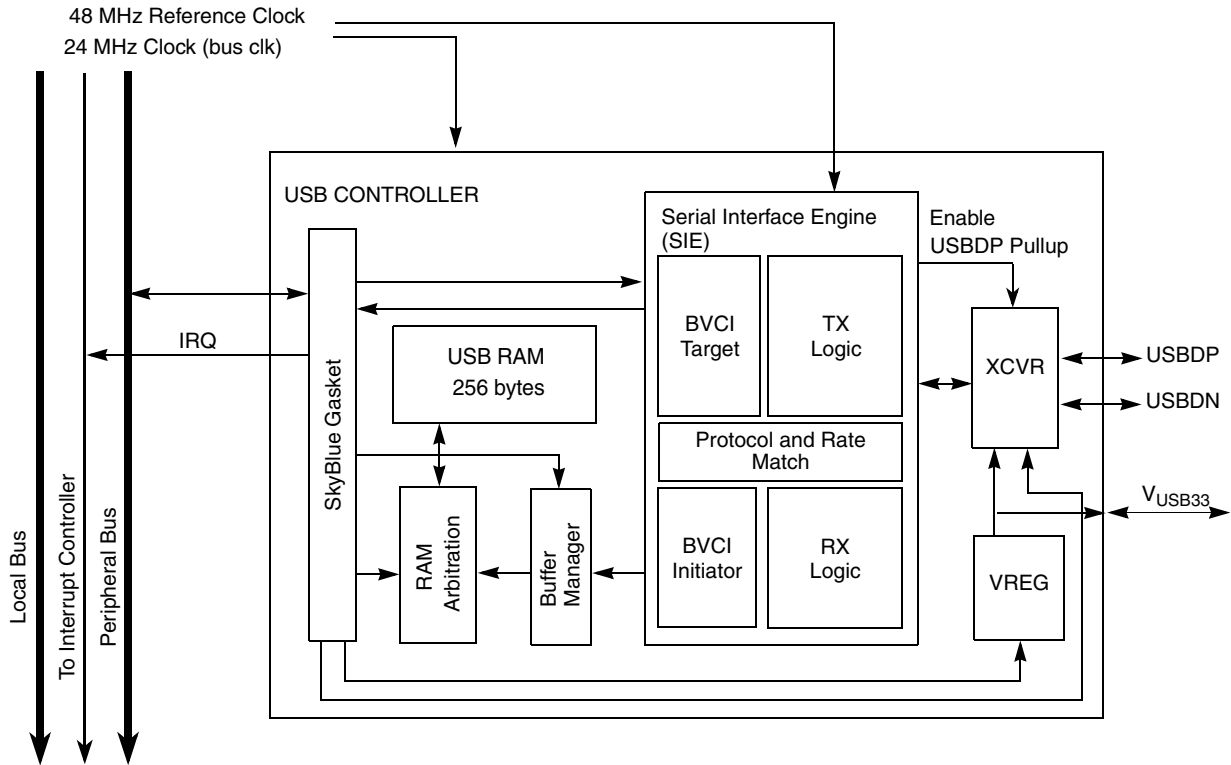 48 MHz Reference Clock
24 MHz Clock (bus clk)
USB CONTROLLER
Serial Interface Engine
(SIE)
Enable
USBDP Pullup
BVCI
Target
TX
Logic
XCVR
USBDP
USBDN
IRQ
USB RAM
256 bytes
SkyBlue Gasket
Protocol and Rate
Match
VUSB33
RAM
Arbitration
Buffer
Manager
BVCI
Initiator
RX
Logic
VREG
Local Bus
To Interrupt Controller
Peripheral Bus